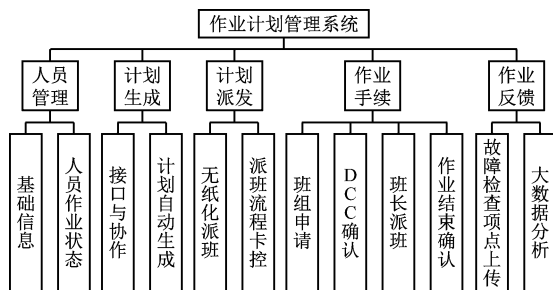 作业计划管理系统
人员
管理
计划
生成
计划
派发
作业
手续
作业
反馈
基础信息
人员作业状态
接口与协作
计划自动生成
无纸化派班
派班流程卡控
班组申请
DCC确认
班长派班
作业结束确认
故障检查项点上传
大数据分析